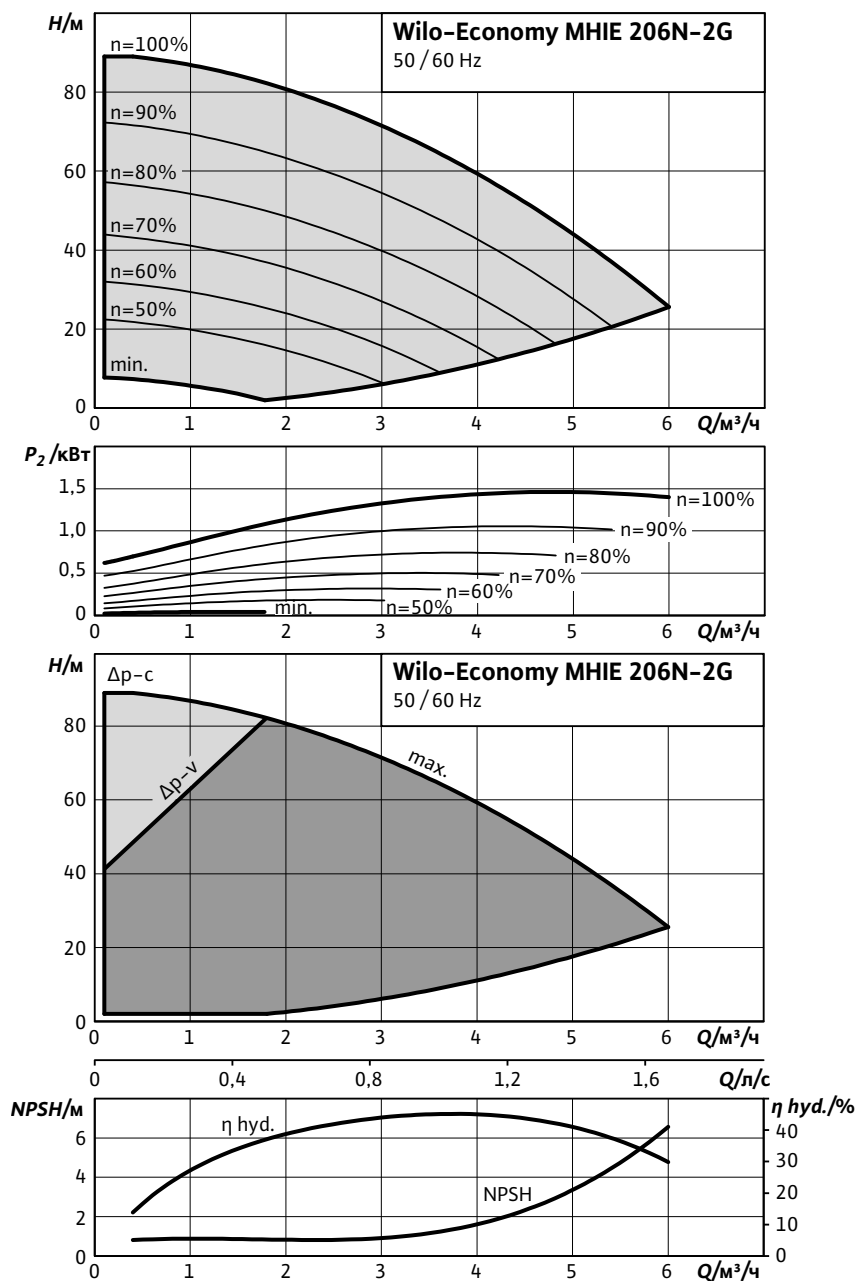 H/м
Wilo-Economy MHIE 206N-2G
50 / 60 Hz
n=100%
n=90%
n=80%
n=70%
n=60%
n=50%
min.
80
60
40
20
0
0 1 2 3 4 5 6 Q/м³/ч
P₂ /кВт
1,5
1,0
0,5
0
n=100%
n=90%
n=80%
n=70%
n=60%
n=50%
min.
0 1 2 3 4 5 6 Q/м³/ч
H/м
Wilo-Economy MHIE 206N-2G
50 / 60 Hz
Δp-c
Δp-v
max.
80
60
40
20
0
0 1 2 3 4 5 6 Q/м³/ч
0 0,4 0,8 1,2 1,6 Q/л/с
NPSH/м
η hyd./%
η hyd.
NPSH
6
4
2
0
40
30
20
10
0
0 1 2 3 4 5 6 Q/м³/ч